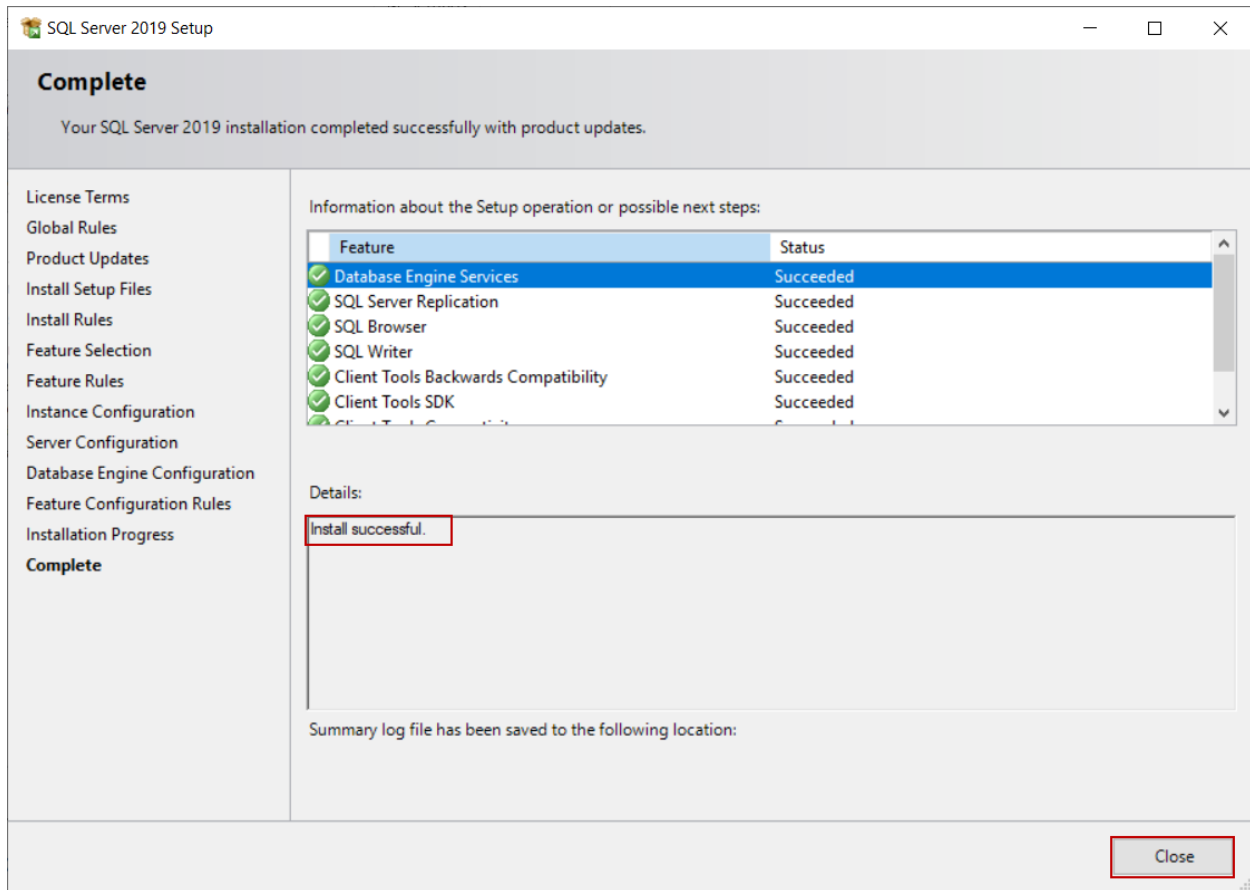 SQL Server 2019 Setup
Complete
Your SQL Server 2019 installation completed successfully with product updates.
License Terms
Global Rules
Product Updates
Install Setup Files
Install Rules
Feature Selection
Feature Rules
Instance Configuration
Server Configuration
Database Engine Configuration
Feature Configuration Rules
Installation Progress
Complete
Information about the Setup operation or possible next steps:
Feature Status
Database Engine Services Succeeded
SQL Server Replication Succeeded
SQL Browser Succeeded
SQL Writer Succeeded
Client Tools Backwards Compatibility Succeeded
Client Tools SDK Succeeded
Details:
Install successful.
Summary log file has been saved to the following location:
Close